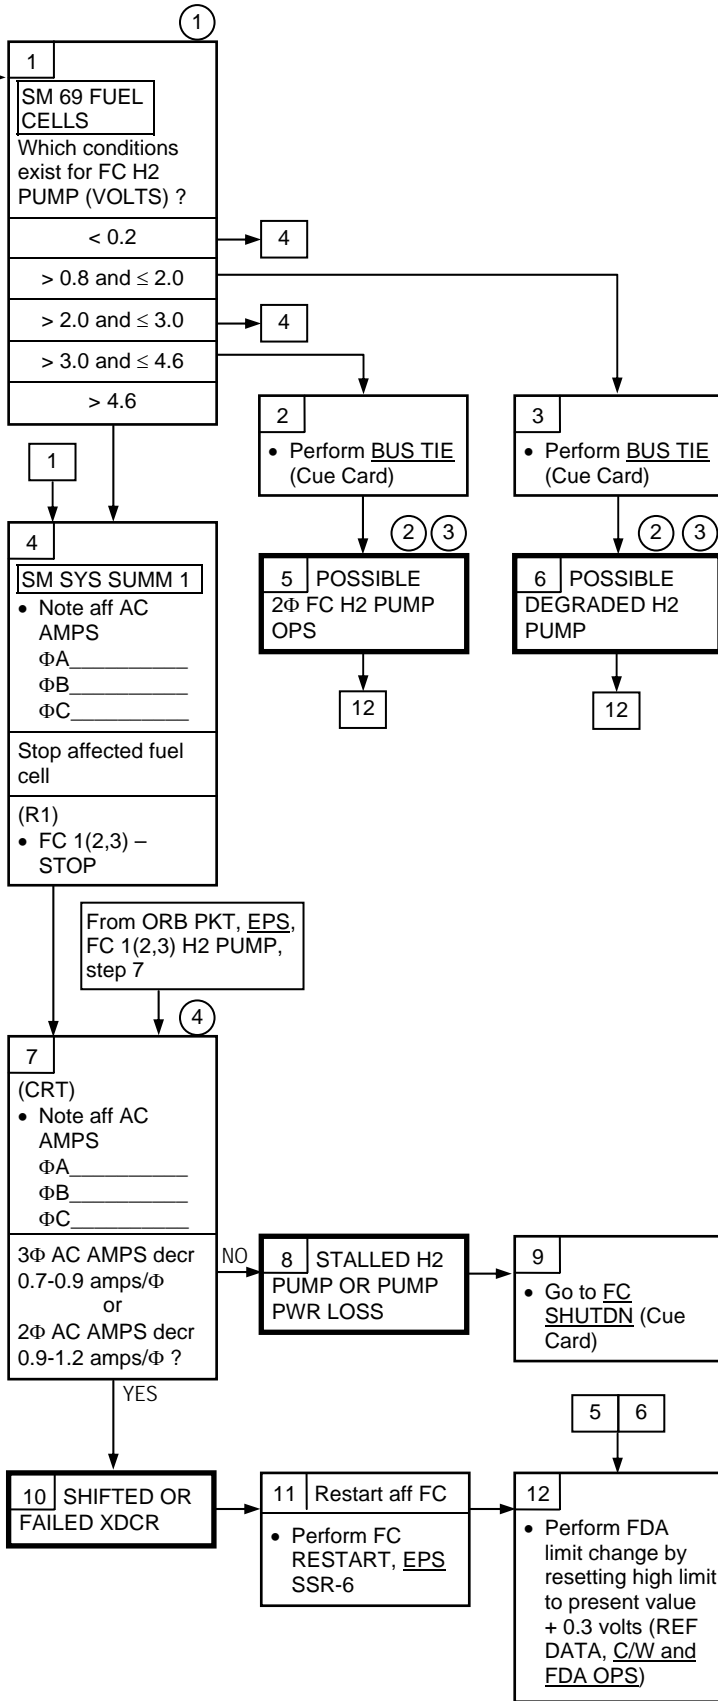 1
1
SM 69 FUEL
CELLS
Which conditions
exist for FC H2
PUMP (VOLTS) ?
< 0.2
4
> 0.8 and ≤ 2.0
> 2.0 and ≤ 3.0
4
> 3.0 and ≤ 4.6
> 4.6
2
• Perform BUS TIE
(Cue Card)
3
• Perform BUS TIE
(Cue Card)
1
4
SM SYS SUMM 1
• Note aff AC
AMPS
ΦA__________
ΦB__________
ΦC__________
Stop affected fuel
cell
(R1)
• FC 1(2,3) –
STOP
2 3
5 POSSIBLE
2Φ FC H2 PUMP
OPS
12
2 3
6 POSSIBLE
DEGRADED H2
PUMP
12
From ORB PKT, EPS,
FC 1(2,3) H2 PUMP,
step 7
4
7
(CRT)
• Note aff AC
AMPS
ΦA__________
ΦB__________
ΦC__________
3Φ AC AMPS decr
0.7-0.9 amps/Φ
or
2Φ AC AMPS decr
0.9-1.2 amps/Φ ?
NO
8 STALLED H2
PUMP OR PUMP
PWR LOSS
9
• Go to FC
SHUTDN (Cue
Card)
YES
10 SHIFTED OR
FAILED XDCR
11 Restart aff FC
• Perform FC
RESTART, EPS
SSR-6
5 6
12
• Perform FDA
limit change by
resetting high limit
to present value
+ 0.3 volts (REF
DATA, C/W and
FDA OPS)